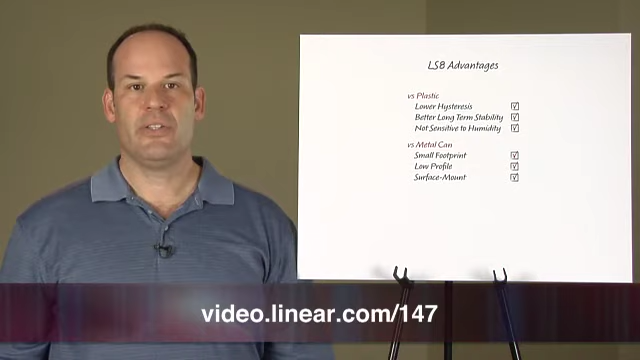 LS8 Advantages
vs Plastic
Lower Hysteresis
Better Long Term Stability
Not Sensitive to Humidity
vs Metal Can
Small Footprint
Low Profile
Surface-Mount
video.linear.com/147